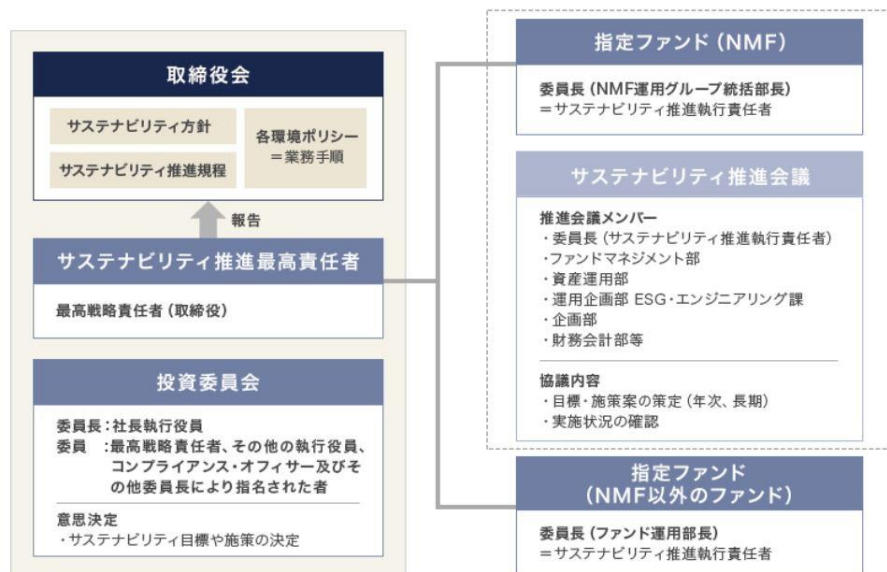 取締役会
サステナビリティ方針
サステナビリティ推進規程
各環境ポリシー
＝業務手順
報告
サステナビリティ推進最高責任者
最高戦略責任者（取締役）
投資委員会
委員長：社長執行役員
委員　：最高戦略責任者、その他の執行役員、
コンプライアンス・オフィサー及びそ
の他委員長により指名された者
意思決定
・サステナビリティ目標や施策の決定
指定ファンド（NMF）
委員長（NMF運用グループ統括部長）
＝サステナビリティ推進執行責任者
サステナビリティ推進会議
推進会議メンバー
・委員長（サステナビリティ推進執行責任者）
・ファンドマネジメント部
・資産運用部
・運用企画部 ESG・エンジニアリング課
・企画部
・財務会計部等
協議内容
・目標・施策案の策定（年次、長期）
・実施状況の確認
指定ファンド
（NMF以外のファンド）
委員長（ファンド運用部長）
＝サステナビリティ推進執行責任者